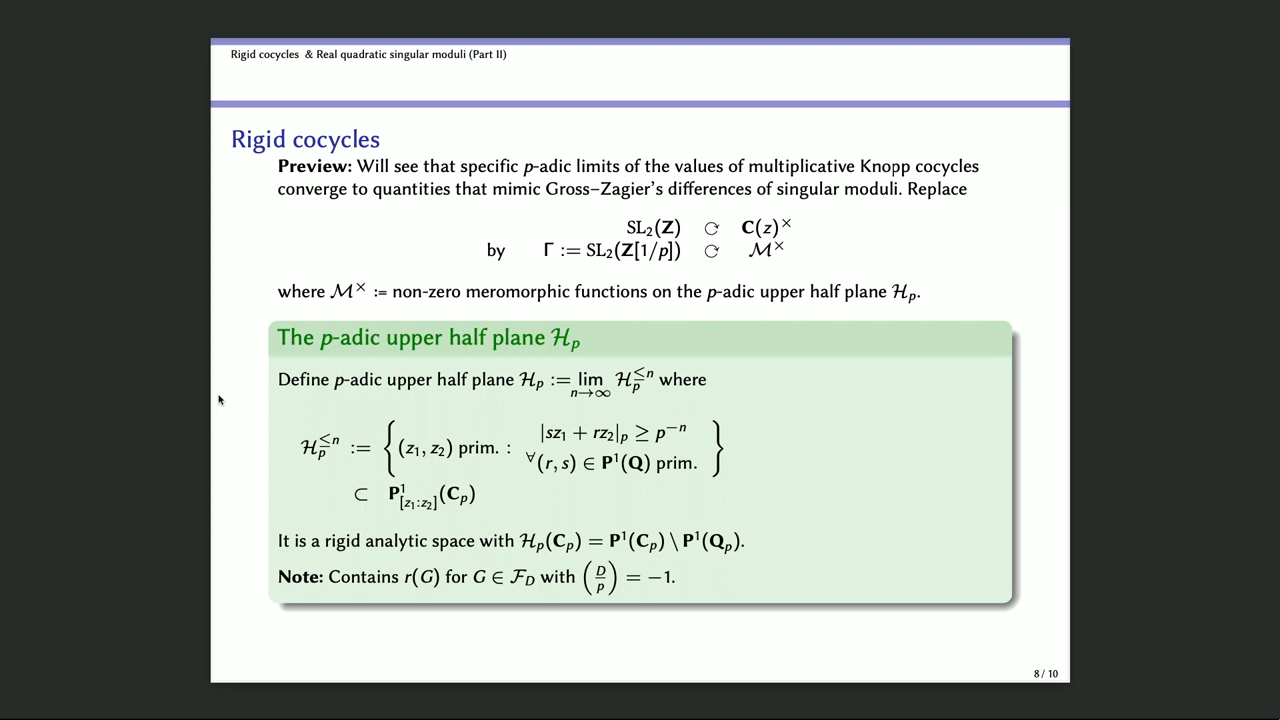 Rigid cocycles & Real quadratic singular moduli (Part II)
Rigid cocycles
Preview: Will see that specific p-adic limits of the values of multiplicative Knopp cocycles
converge to quantities that mimic Gross–Zagier's differences of singular moduli. Replace
SL₂(Z) ⟳ C(z)^×
by Γ := SL₂(Z[1/p]) ⟳ ℳ^×
where ℳ^× := non-zero meromorphic functions on the p-adic upper half plane ℋ_p.
The p-adic upper half plane ℋ_p
Define p-adic upper half plane ℋ_p := lim_{n→∞} ℋ_p^{≤n} where
ℋ_p^{≤n} := { (z₁, z₂) prim. : |sz₁ + rz₂|_p ≥ p^{−n} ∀(r, s) ∈ P¹(Q) prim. }
⊂ P¹_{[z₁:z₂]}(C_p)
It is a rigid analytic space with ℋ_p(C_p) = P¹(C_p) \ P¹(Q_p).
Note: Contains r(G) for G ∈ ℱ_D with (D/p) = −1.
8 / 10